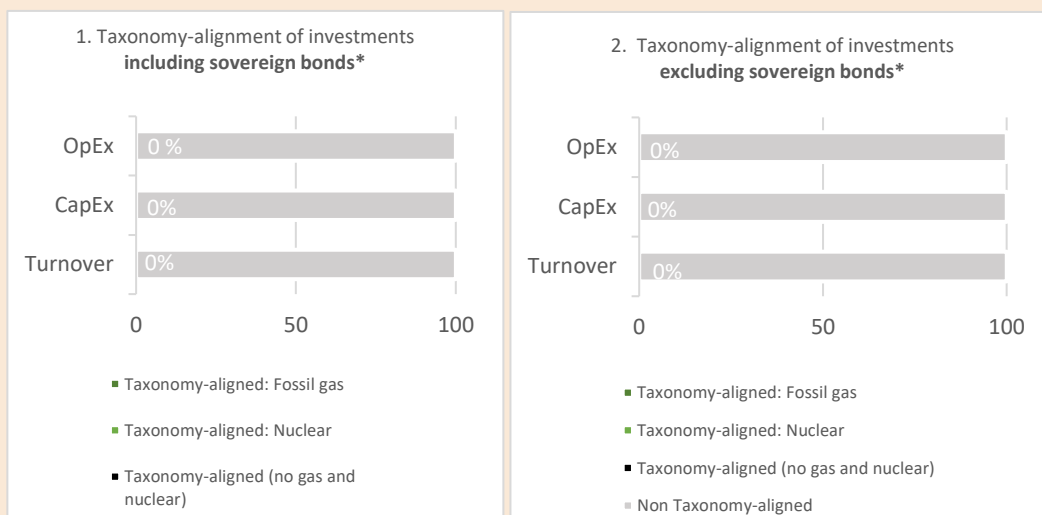 1. Taxonomy-alignment of investments
including sovereign bonds*
OpEx
0 %
CapEx
0%
Turnover
0%
0
50
100
Taxonomy-aligned: Fossil gas
Taxonomy-aligned: Nuclear
Taxonomy-aligned (no gas and
nuclear)
2. Taxonomy-alignment of investments
excluding sovereign bonds*
OpEx
0%
CapEx
0%
Turnover
0%
0
50
100
Taxonomy-aligned: Fossil gas
Taxonomy-aligned: Nuclear
Taxonomy-aligned (no gas and nuclear)
Non Taxonomy-aligned